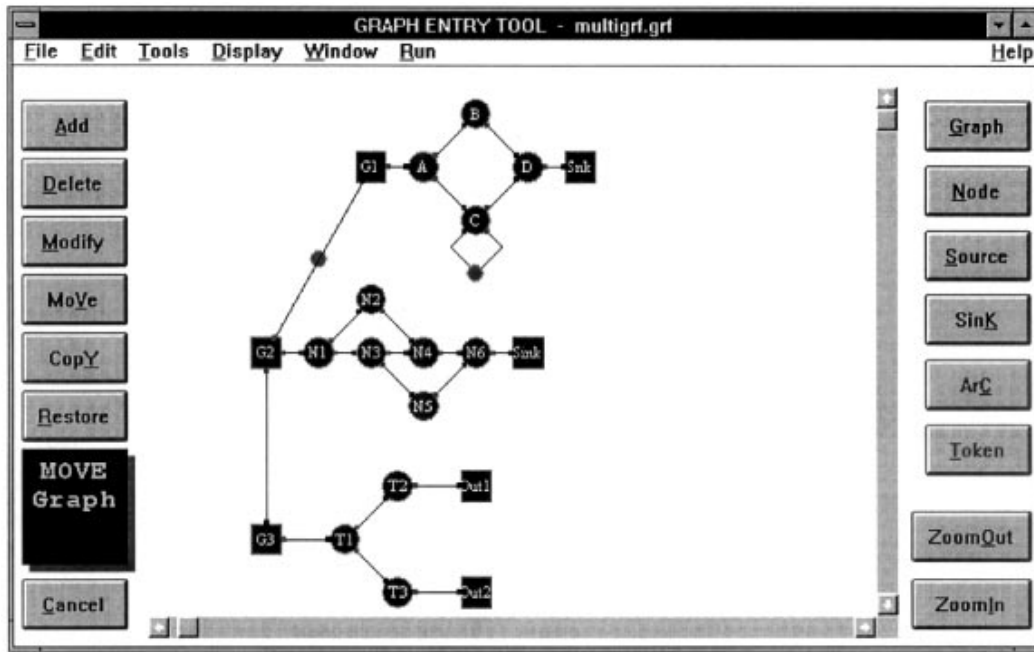 GRAPH ENTRY TOOL - multigrf.grf
File Edit Tools Display Window Run Help
Add
Delete
Modify
MoVe
CopY
Restore
MOVE
Graph
Cancel
B
G1 A D Snk
C
N2
G2 N1 N3 N4 N6 Sink
N5
T2 Out1
G3 T1
T3 Out2
Graph
Node
Source
SinK
ArC
Token
ZoomOut
ZoomIn